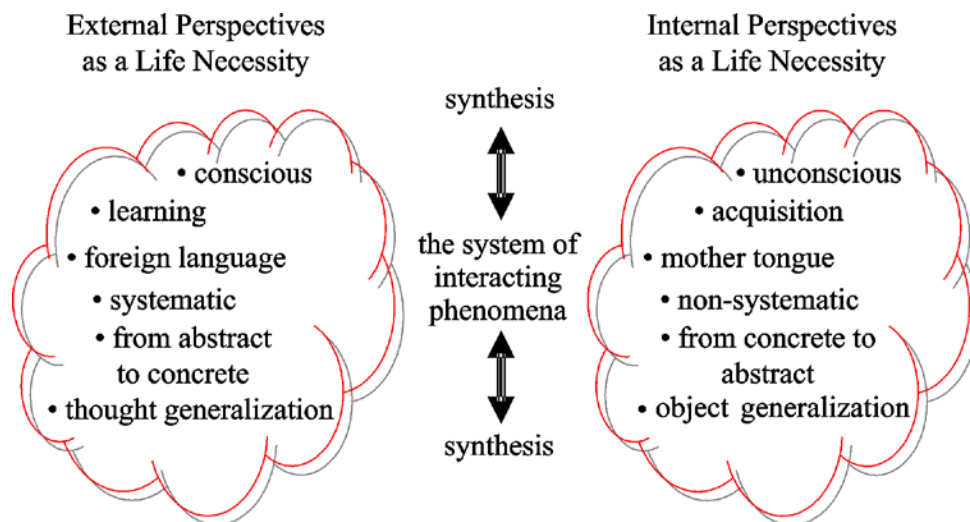 External Perspectives
as a Life Necessity
• conscious
• learning
• foreign language
• systematic
• from abstract
to concrete
• thought generalization
synthesis
the system of
interacting
phenomena
synthesis
Internal Perspectives
as a Life Necessity
• unconscious
• acquisition
• mother tongue
• non-systematic
• from concrete to
abstract
• object generalization